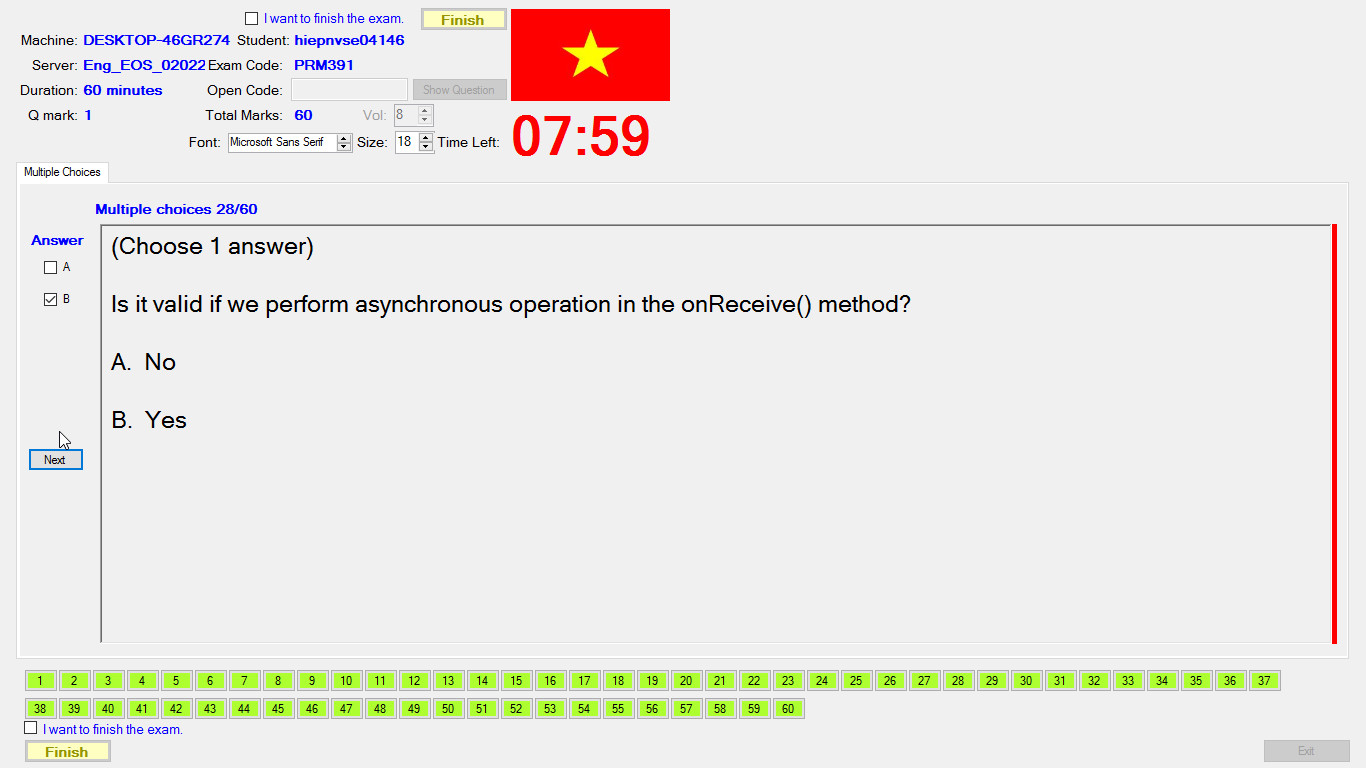 I want to finish the exam. Finish
Machine: DESKTOP-46GR274 Student: hiepnvse04146
Server: Eng_EOS_02022 Exam Code: PRM391
Duration: 60 minutes Open Code: Show Question
Q mark: 1 Total Marks: 60 Vol: 8
Font: Microsoft Sans Serif Size: 18 Time Left: 07:59
Multiple Choices
Multiple choices 28/60
Answer
A
B
Next
(Choose 1 answer)
Is it valid if we perform asynchronous operation in the onReceive() method?
A. No
B. Yes
1 2 3 4 5 6 7 8 9 10 11 12 13 14 15 16 17 18 19 20 21 22 23 24 25 26 27 28 29 30 31 32 33 34 35 36 37
38 39 40 41 42 43 44 45 46 47 48 49 50 51 52 53 54 55 56 57 58 59 60
I want to finish the exam.
Finish Exit